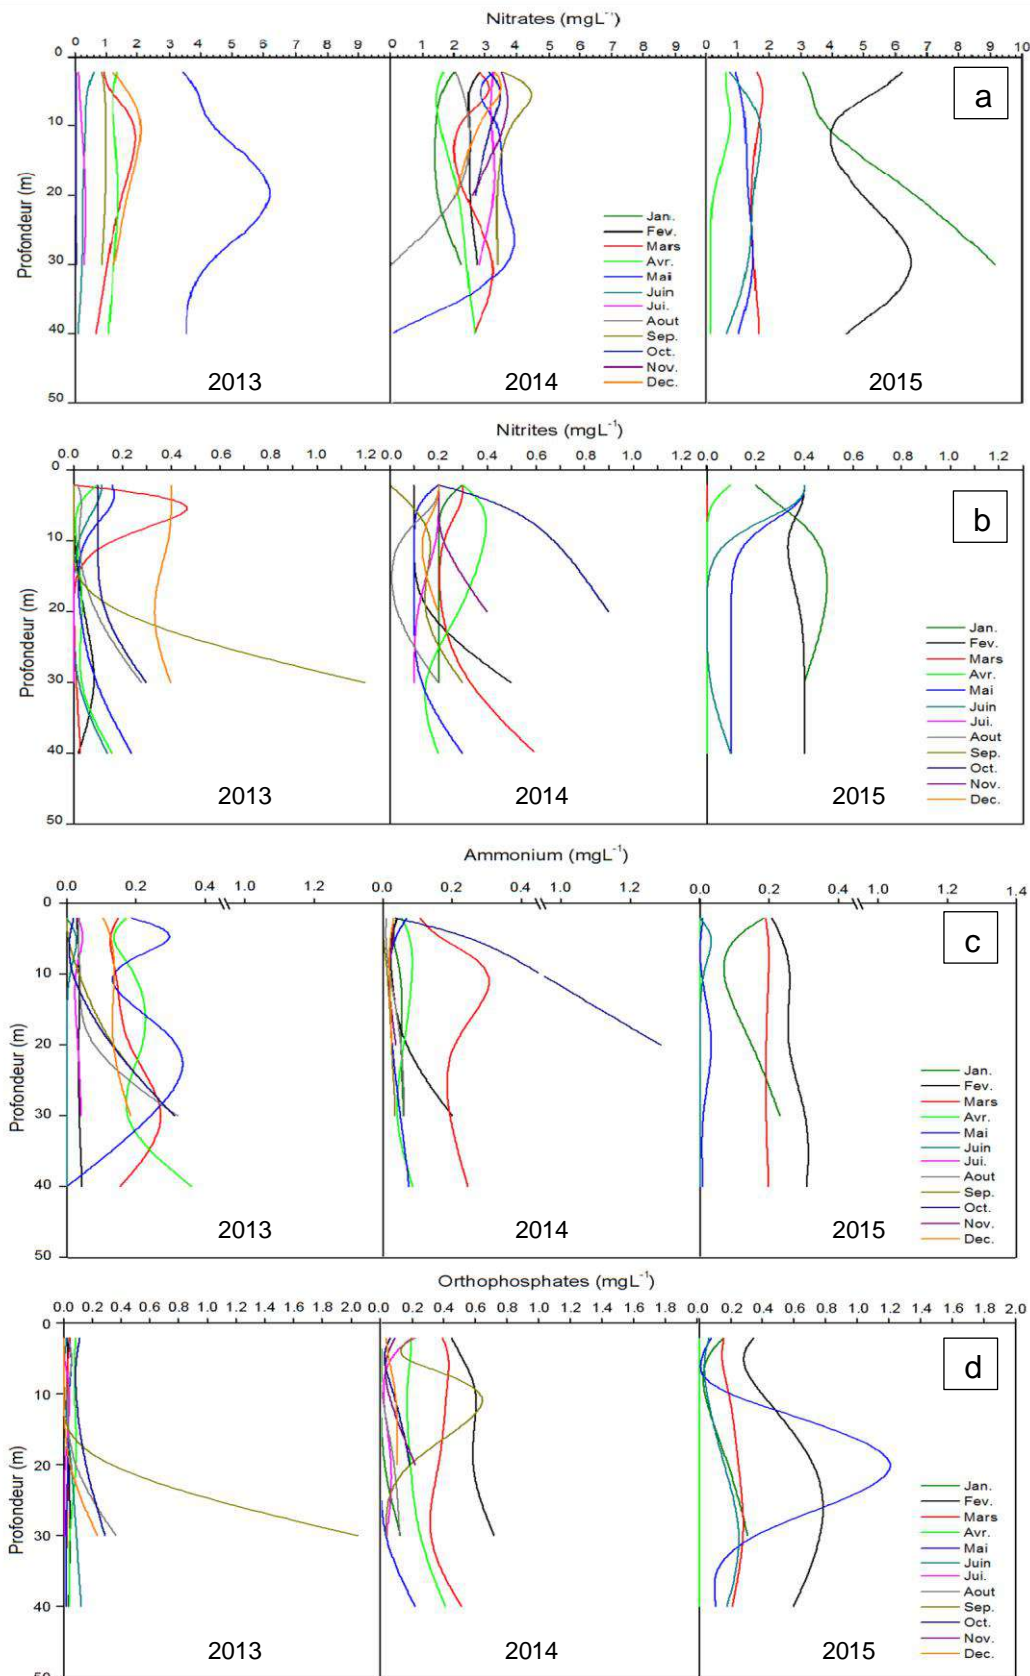 Nitrates (mgL⁻¹)
0 1 2 3 4 5 6 7 8 9 0 1 2 3 4 5 6 7 8 9 0 1 2 3 4 5 6 7 8 9 10
0
10
20
30
40
50
Profondeur (m)
a
Jan.
Fev.
Mars
Avr.
Mai
Juin
Jui.
Aout
Sep.
Oct.
Nov.
Dec.
2013 2014 2015
Nitrites (mgL⁻¹)
0.0 0.2 0.4 0.6 0.8 1.0 1.2 0.0 0.2 0.4 0.6 0.8 1.0 1.2 0.0 0.2 0.4 0.6 0.8 1.0 1.2
0
10
20
30
40
50
Profondeur (m)
b
Jan.
Fev.
Mars
Avr.
Mai
Juin
Jui.
Aout
Sep.
Oct.
Nov.
Dec.
2013 2014 2015
Ammonium (mgL⁻¹)
0.0 0.2 0.4 1.0 1.2 0.0 0.2 0.4 1.0 1.2 0.0 0.2 0.4 1.0 1.2 1.4
0
10
20
30
40
50
Profondeur (m)
c
Jan.
Fev.
Mars
Avr.
Mai
Juin
Jui.
Aout
Sep.
Oct.
Nov.
Dec.
2013 2014 2015
Orthophosphates (mgL⁻¹)
0.0 0.2 0.4 0.6 0.8 1.0 1.2 1.4 1.6 1.8 2.0 0.0 0.2 0.4 0.6 0.8 1.0 1.2 1.4 1.6 1.8 0.0 0.2 0.4 0.6 0.8 1.0 1.2 1.4 1.6 1.8 2.0
0
10
20
30
40
Profondeur (m)
d
Jan.
Fev.
Mars
Avr.
Mai
Juin
Jui.
Aout
Sep.
Oct.
Nov.
Dec.
2013 2014 2015